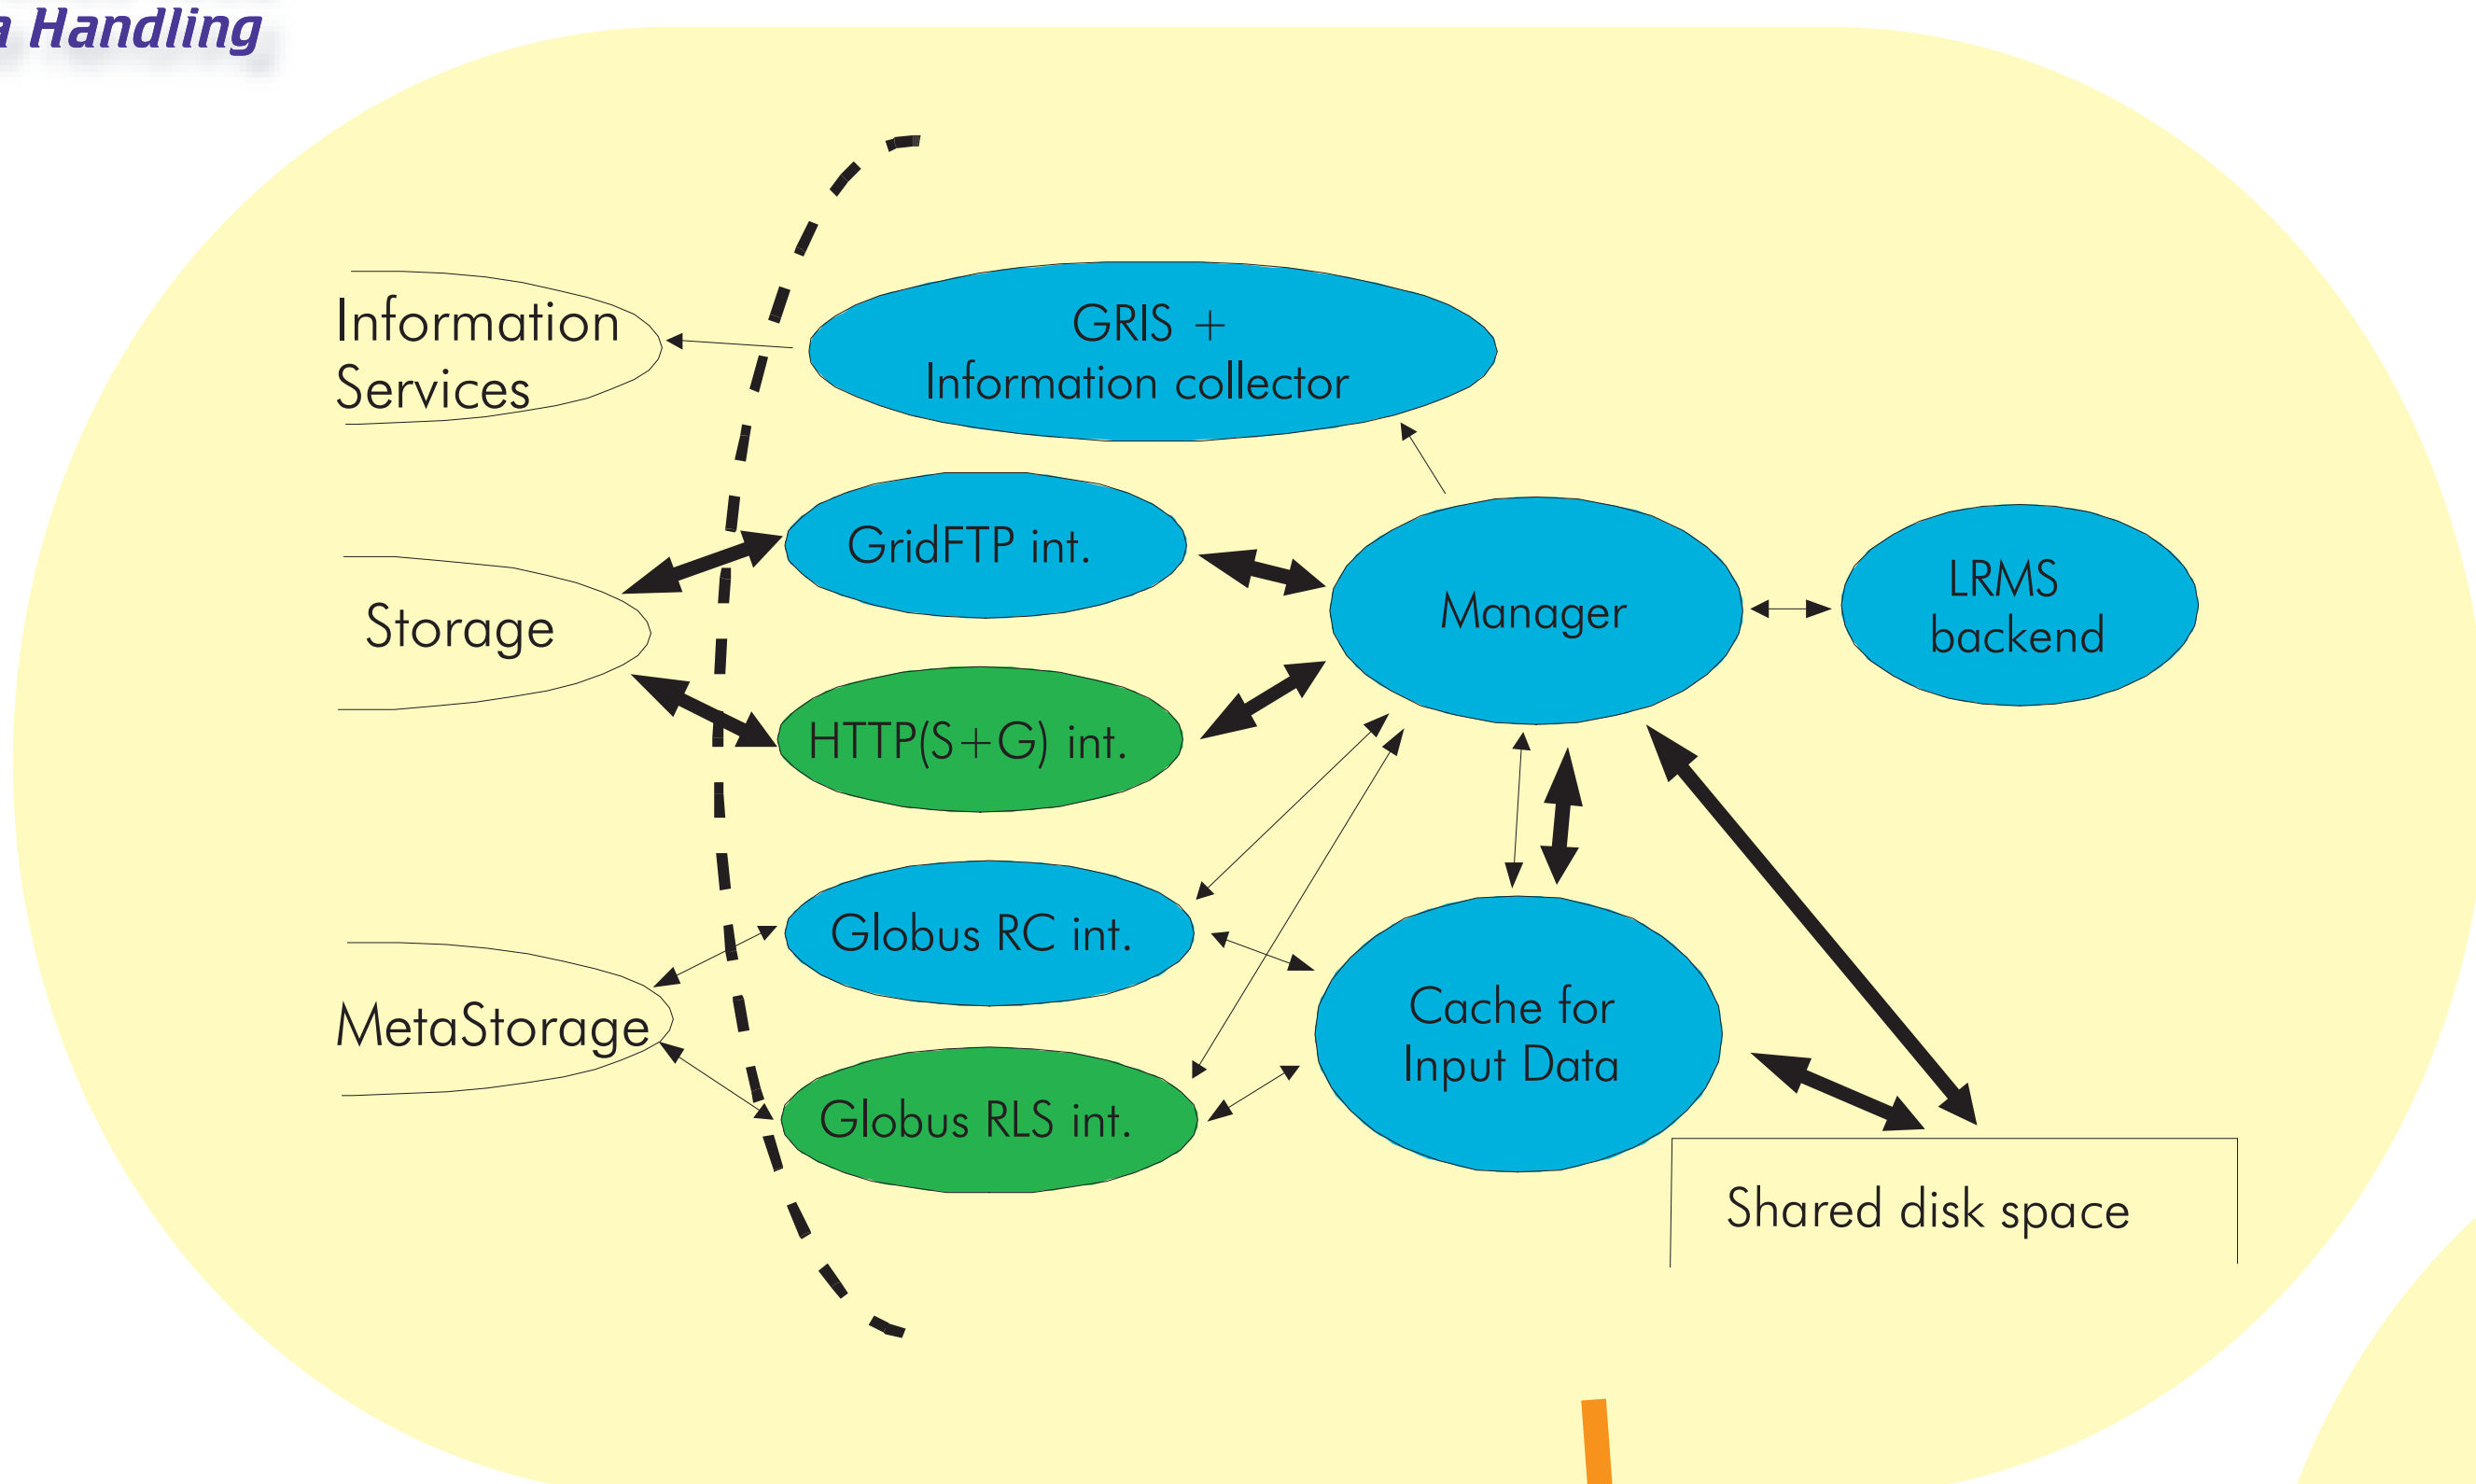 Handling
Information
Services
GRIS +
Information collector
GridFTP int.
Storage
Manager
LRMS
backend
HTTP(S+G) int.
Globus RC int.
MetaStorage
Cache for
Input Data
Globus RLS int.
Shared disk space